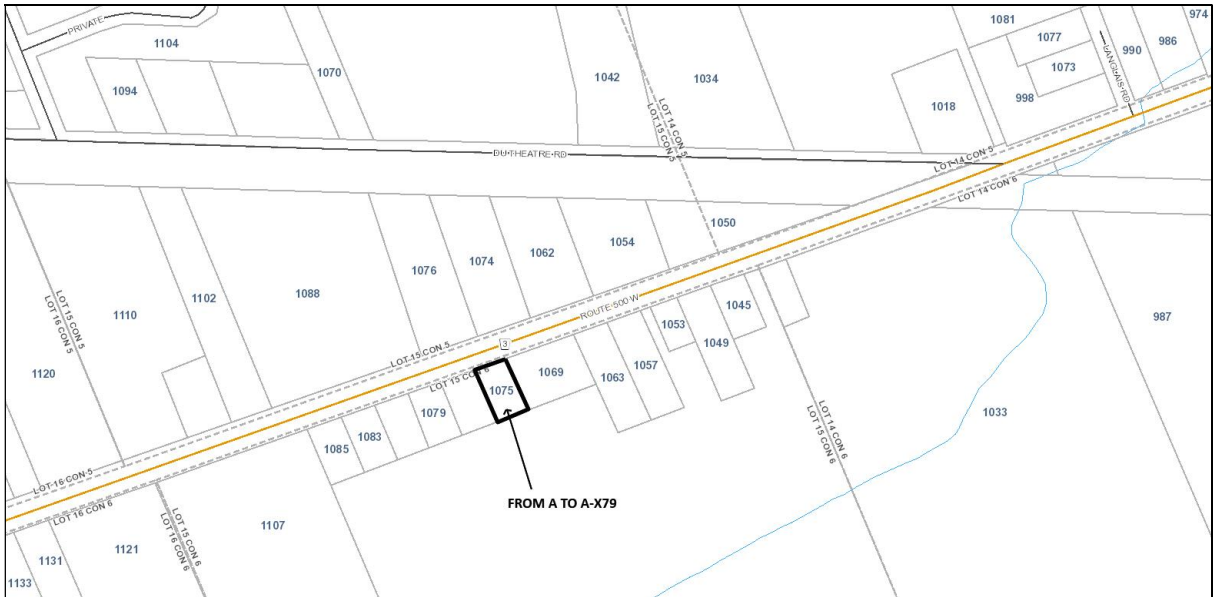 PRIVATE
1104
1094
1070
1042
1034
LOT 14 CON 5
LOT 15 CON 5
1081
1077
1073
998
1018
LANGLAIS RD
990
986
974
DU THEATRE RD
LOT 14 CON 5
LOT 14 CON 6
1050
1054
1062
1074
1076
1088
1102
1110
1120
LOT 15 CON 5
LOT 16 CON 5
ROUTE 500 W
3
LOT 15 CON 5
LOT 15 CON 6
1045
1053
1049
1057
1063
1069
1075
1079
1083
1085
987
1033
LOT 14 CON 6
LOT 15 CON 6
FROM A TO A-X79
LOT 16 CON 5
LOT 16 CON 6
1107
LOT 15 CON 6
LOT 16 CON 6
1121
1131
1133